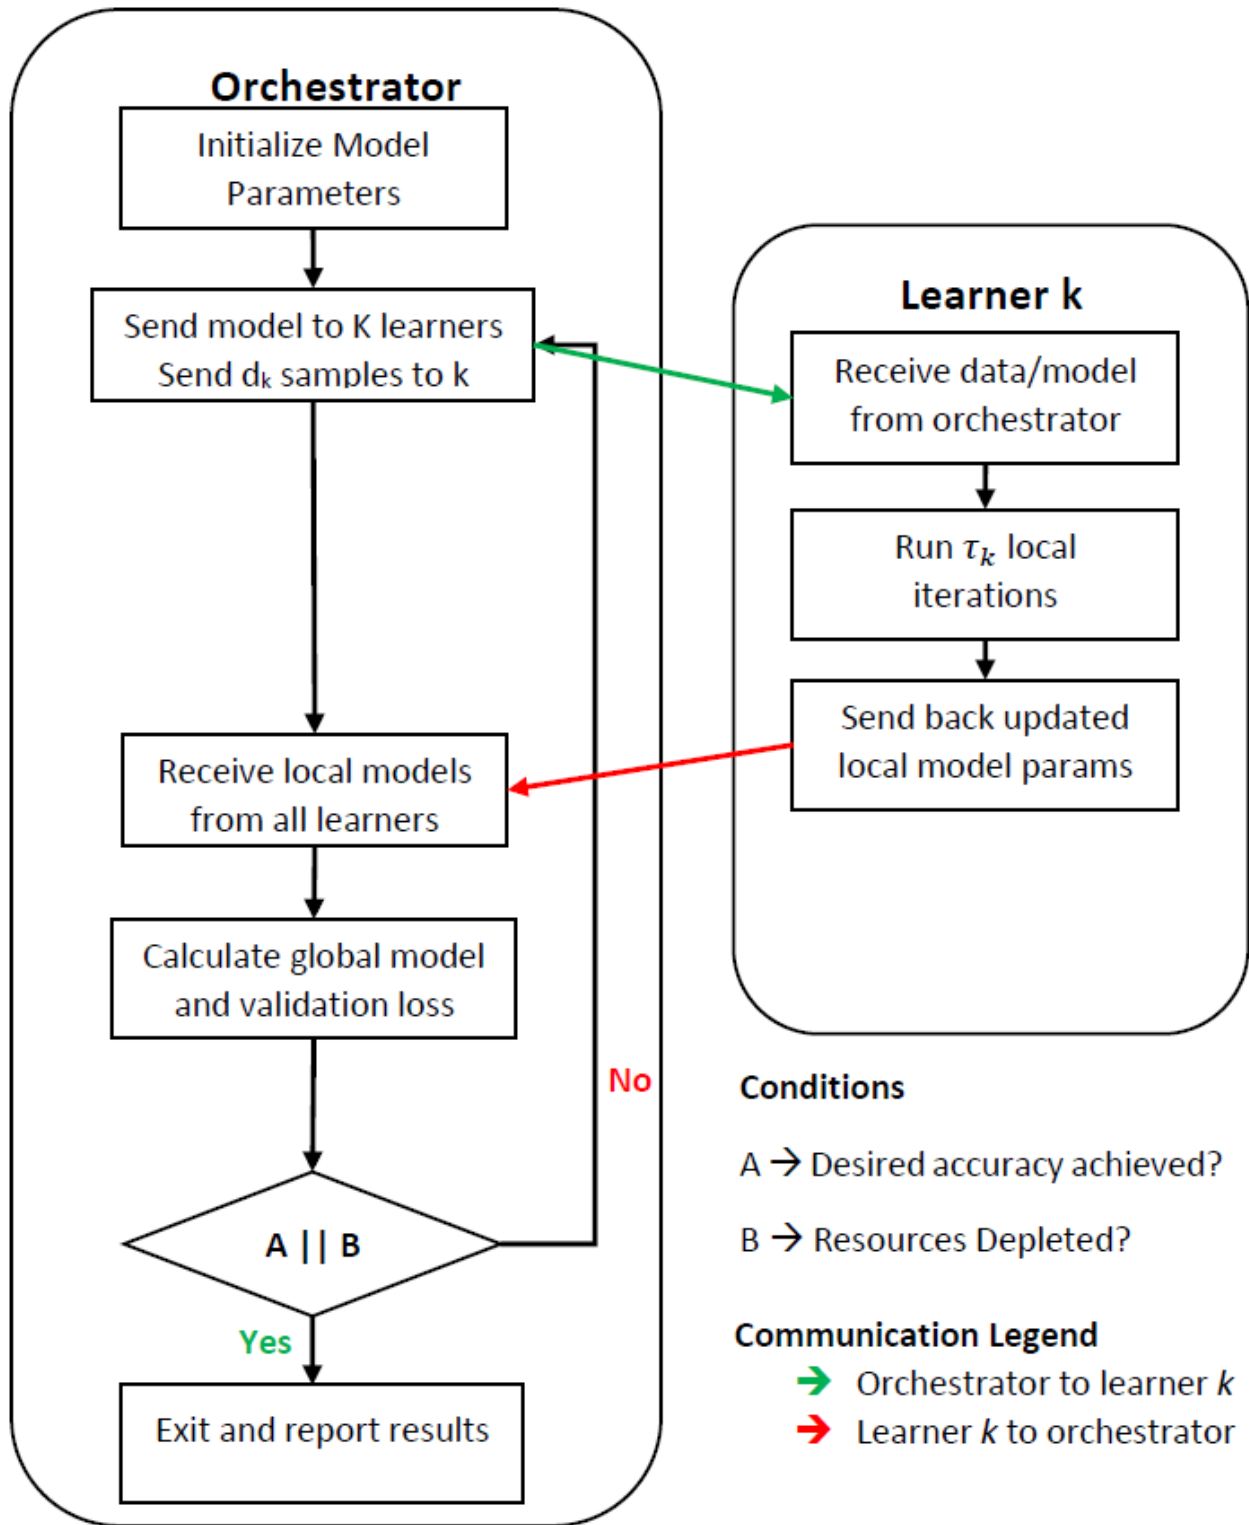 Orchestrator
Initialize Model
Parameters
Send model to K learners
Send dₖ samples to k
Receive local models
from all learners
Calculate global model
and validation loss
A || B
No
Yes
Exit and report results
Learner k
Receive data/model
from orchestrator
Run τₖ local
iterations
Send back updated
local model params
Conditions
A → Desired accuracy achieved?
B → Resources Depleted?
Communication Legend
➔ Orchestrator to learner k
➔ Learner k to orchestrator